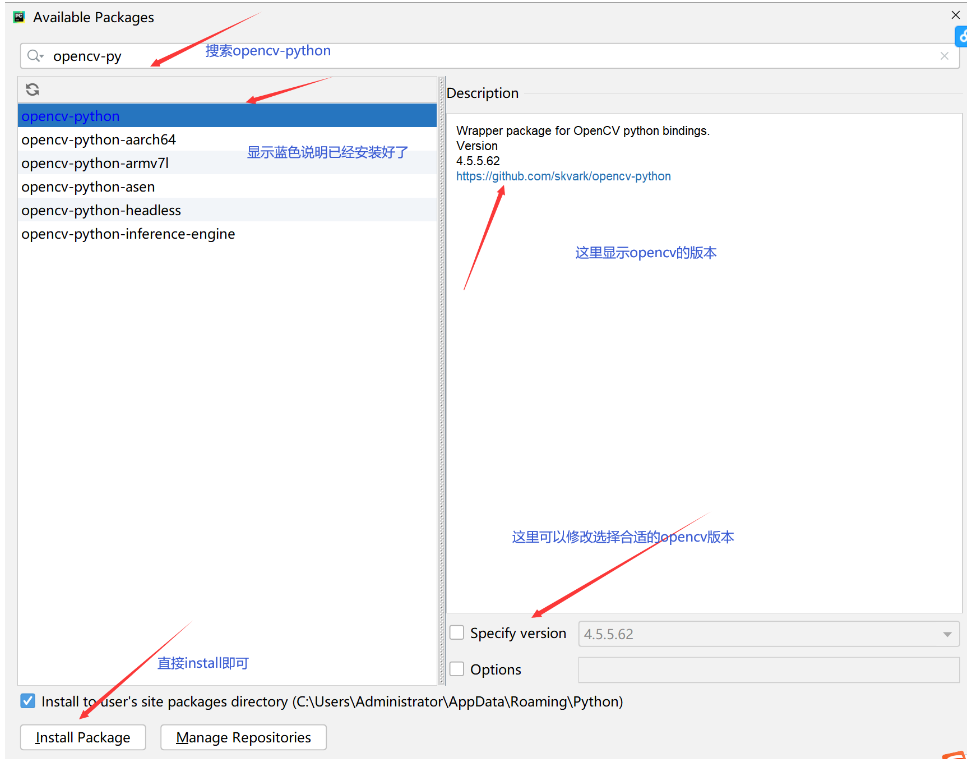 Available Packages
opencv-py
搜索opencv-python
opencv-python
opencv-python-aarch64
opencv-python-armv7l
opencv-python-asen
opencv-python-headless
opencv-python-inference-engine
显示蓝色说明已经安装好了
Description
Wrapper package for OpenCV python bindings.
Version
4.5.5.62
https://github.com/skvark/opencv-python
这里显示opencv的版本
这里可以修改选择合适的opencv版本
Specify version
4.5.5.62
Options
直接install即可
Install to user's site packages directory (C:\Users\Administrator\AppData\Roaming\Python)
Install Package
Manage Repositories